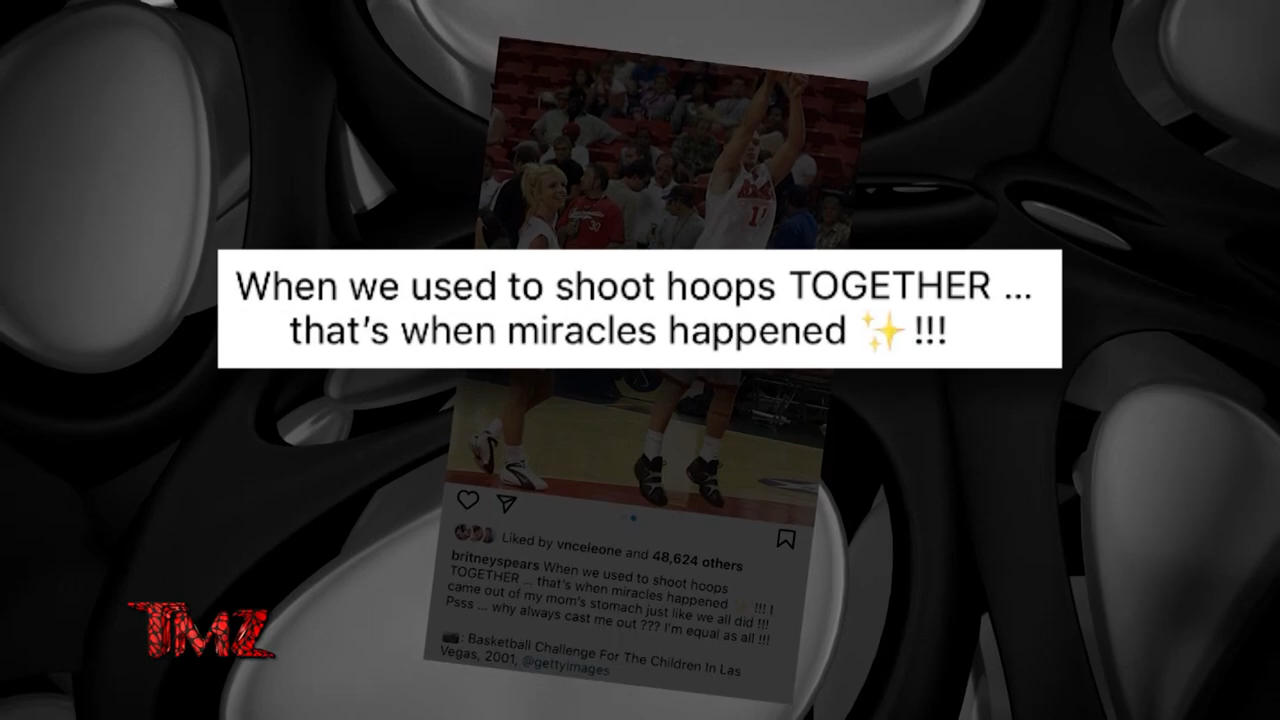 When we used to shoot hoops TOGETHER ...
that's when miracles happened ✨ !!!
Liked by vnceleone and 48,624 others
britneyspears When we used to shoot hoops
TOGETHER ... that's when miracles happened ✨ !!! I
came out of my mom's stomach just like we all did !!!
Psss ... why always cast me out ??? I'm equal as all !!!
📷: Basketball Challenge For The Children In Las
Vegas, 2001, @gettyimages
TMZ